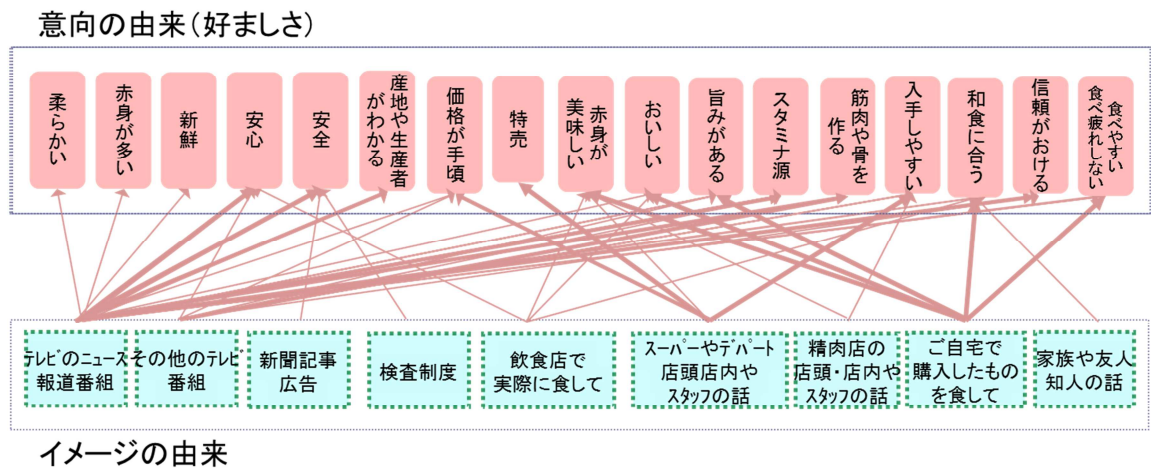 意向の由来(好ましさ)
柔らかい
赤身が多い
新鮮
安心
安全
産地や生産者
がわかる
価格が手頃
特売
赤身が
美味しい
おいしい
旨みがある
スタミナ源
筋肉や骨を
作る
入手しやすい
和食に合う
信頼がおける
食べやすい
食べ疲れしない
テレビのニュース
報道番組
その他のテレビ
番組
新聞記事
広告
検査制度
飲食店で
実際に食して
スーパーやデパート
店頭店内や
スタッフの話
精肉店の
店頭・店内や
スタッフの話
ご自宅で
購入したもの
を食して
家族や友人
知人の話
イメージの由来